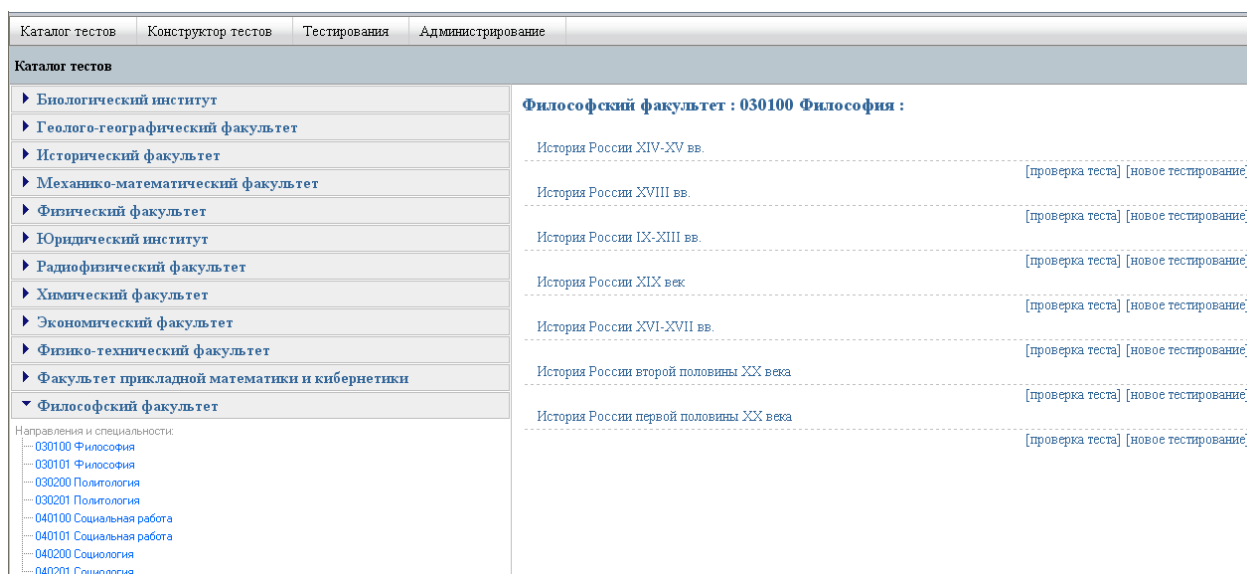 Каталог тестов Конструктор тестов Тестирования Администрирование
Каталог тестов
Биологический институт
Геолого-географический факультет
Исторический факультет
Механико-математический факультет
Физический факультет
Юридический институт
Радиофизический факультет
Химический факультет
Экономический факультет
Физико-технический факультет
Факультет прикладной математики и кибернетики
Философский факультет
Направления и специальности:
030100 Философия
030101 Философия
030200 Политология
030201 Политология
040100 Социальная работа
040101 Социальная работа
040200 Социология
040201 Социология
Философский факультет : 030100 Философия :
История России XIV-XV вв.
[проверка теста] [новое тестирование]
История России XVIII вв.
[проверка теста] [новое тестирование]
История России IX-XIII вв.
[проверка теста] [новое тестирование]
История России XIX век
[проверка теста] [новое тестирование]
История России XVI-XVII вв.
[проверка теста] [новое тестирование]
История России второй половины XX века
[проверка теста] [новое тестирование]
История России первой половины XX века
[проверка теста] [новое тестирование]